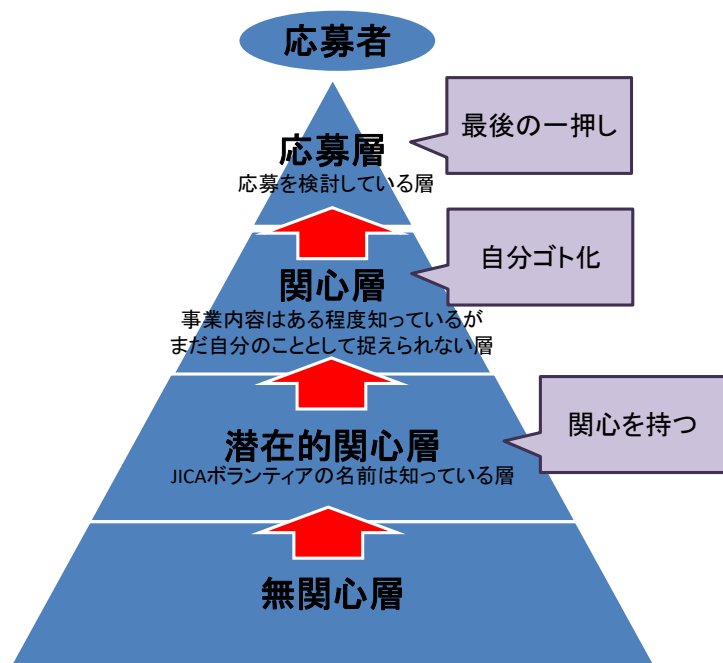 応募者
最後の一押し
応募層
応募を検討している層
自分ゴト化
関心層
事業内容はある程度知っているが
まだ自分のこととして捉えられない層
関心を持つ
潜在的関心層
JICAボランティアの名前は知っている層
無関心層